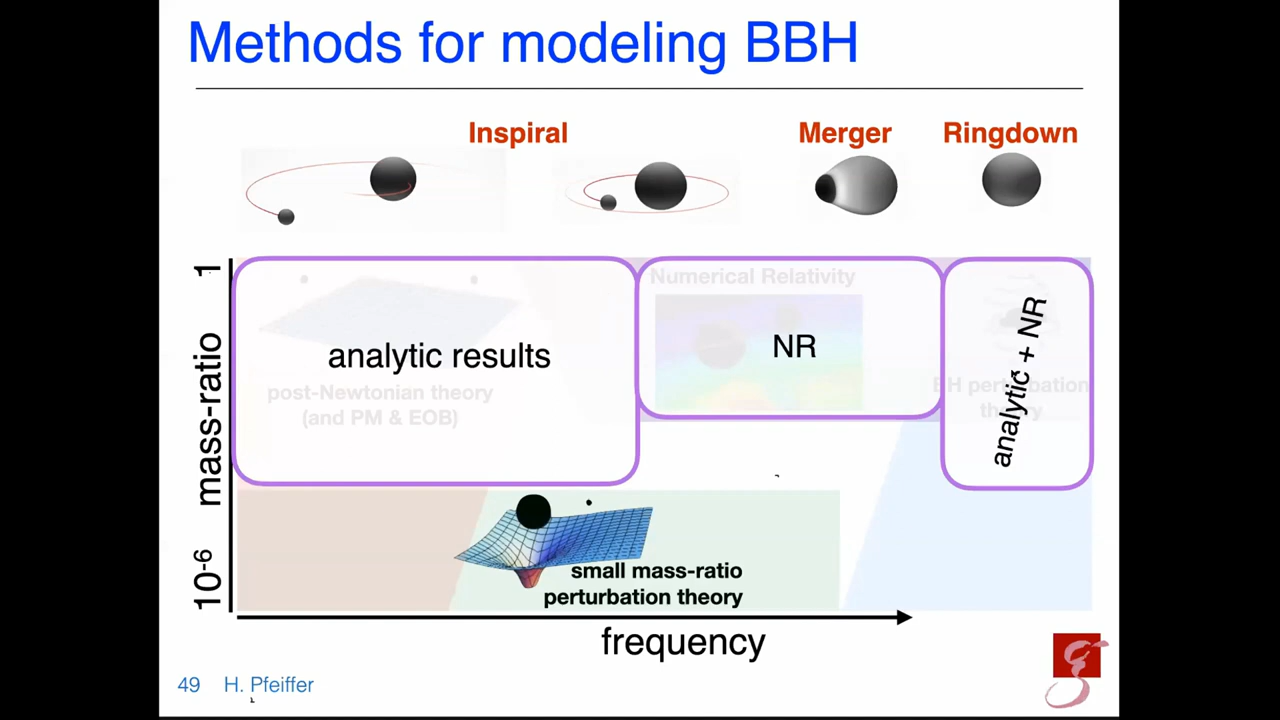 Methods for modeling BBH
Inspiral
Merger
Ringdown
1
mass-ratio
10-6
analytic results
post-Newtonian theory
(and PM & EOB)
Numerical Relativity
NR
analytic + NR
BH perturbation
theory
small mass-ratio
perturbation theory
frequency
49 H. Pfeiffer